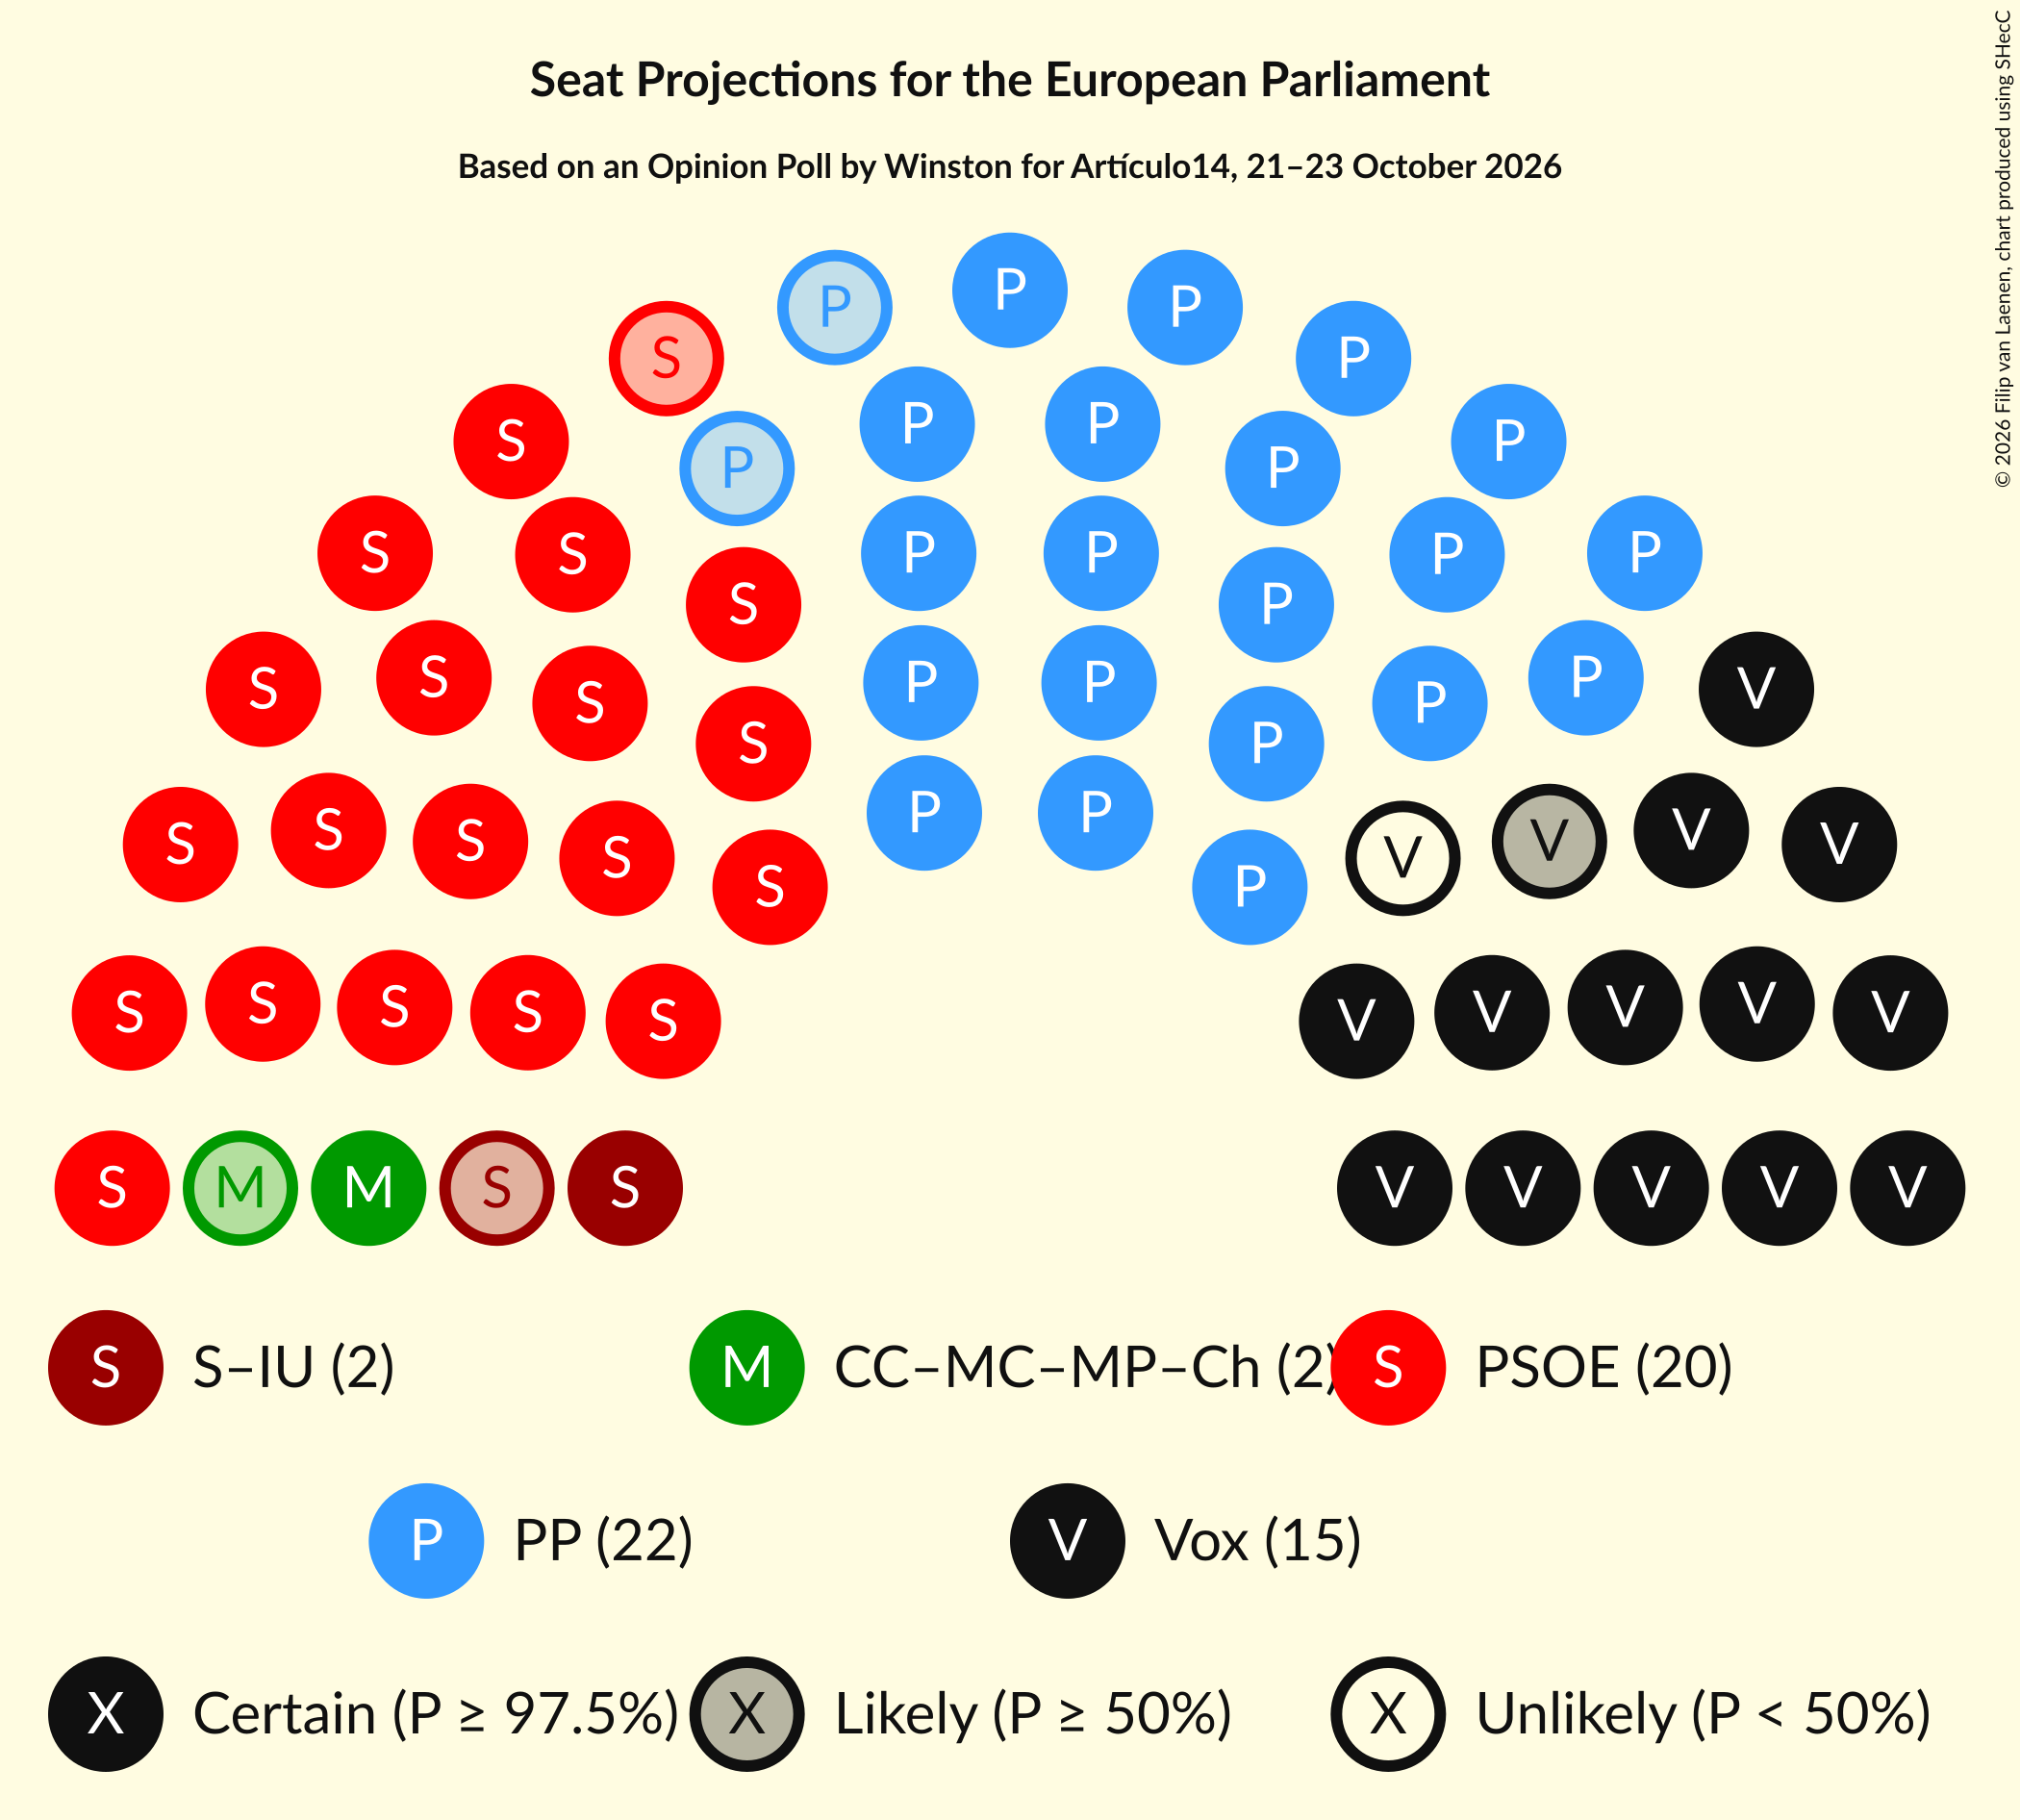 Seat Projections for the European Parliament
Based on an Opinion Poll by Winston for Artículo14, 21–23 October 2026
© 2026 Filip van Laenen, chart produced using SHecC
P
P P
S P
S P P P
P P
S P
S P P P P
S S P P
S P
S P
S P P P
S S P V
S P
P P
S V
S S V V
S V
S P
S S V V
S S S V V V
S V
S M M S S V V V V V
S S–IU (2) M CC–MC–MP–Ch (2) S PSOE (20)
P PP (22) V Vox (15)
X Certain (P ≥ 97.5%) X Likely (P ≥ 50%) X Unlikely (P < 50%)